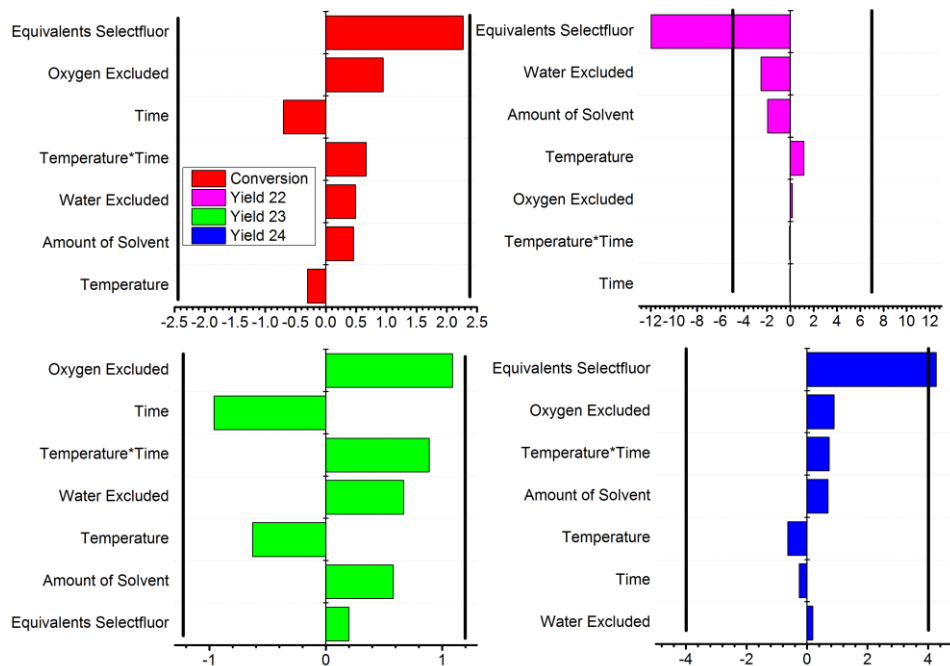 Equivalents Selectfluor
Oxygen Excluded
Time
Temperature*Time
Water Excluded
Amount of Solvent
Temperature
Conversion
Yield 22
Yield 23
Yield 24
-2.5 -2.0 -1.5 -1.0 -0.5 0.0 0.5 1.0 1.5 2.0 2.5
Equivalents Selectfluor
Water Excluded
Amount of Solvent
Temperature
Oxygen Excluded
Temperature*Time
Time
-12 -10 -8 -6 -4 -2 0 2 4 6 8 10 12
Oxygen Excluded
Time
Temperature*Time
Water Excluded
Temperature
Amount of Solvent
Equivalents Selectfluor
-1 0 1
Equivalents Selectfluor
Oxygen Excluded
Temperature*Time
Amount of Solvent
Temperature
Time
Water Excluded
-4 -2 0 2 4